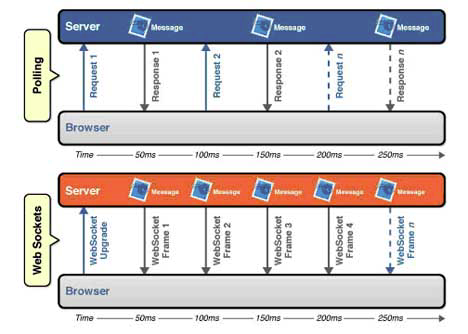 Polling
Server
Message
Message
Message
Request 1
Response 1
Request 2
Response 2
Request n
Response n
Browser
Time
50ms
100ms
150ms
200ms
250ms
Web Sockets
Server
Message
Message
Message
Message
Message
WebSocket
Upgrade
WebSocket
Frame 1
WebSocket
Frame 2
WebSocket
Frame 3
WebSocket
Frame 4
WebSocket
Frame n
Browser
Time
50ms
100ms
150ms
200ms
250ms